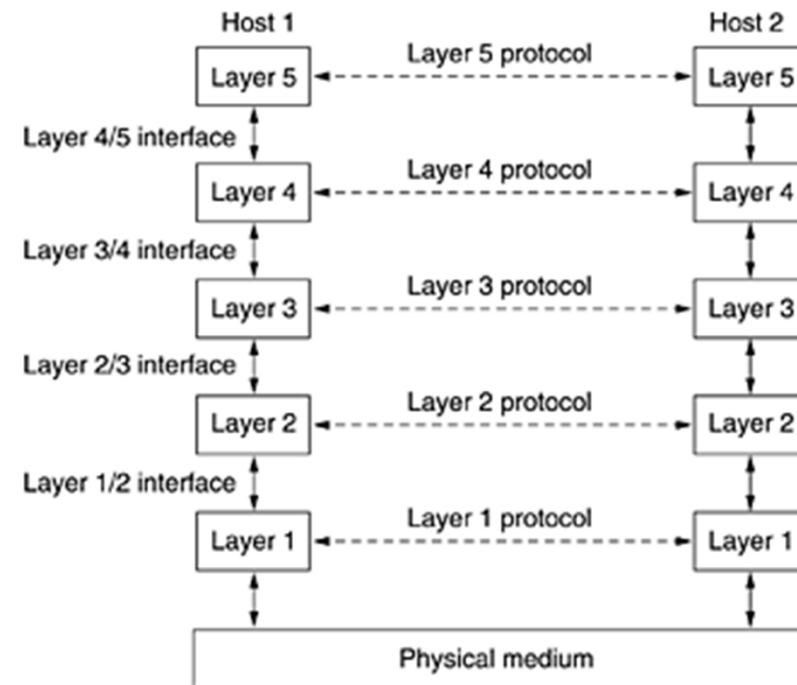 Host 1
Host 2
Layer 5 protocol
Layer 5
Layer 5
Layer 4/5 interface
Layer 4 protocol
Layer 4
Layer 4
Layer 3/4 interface
Layer 3 protocol
Layer 3
Layer 3
Layer 2/3 interface
Layer 2 protocol
Layer 2
Layer 2
Layer 1/2 interface
Layer 1 protocol
Layer 1
Layer 1
Physical medium